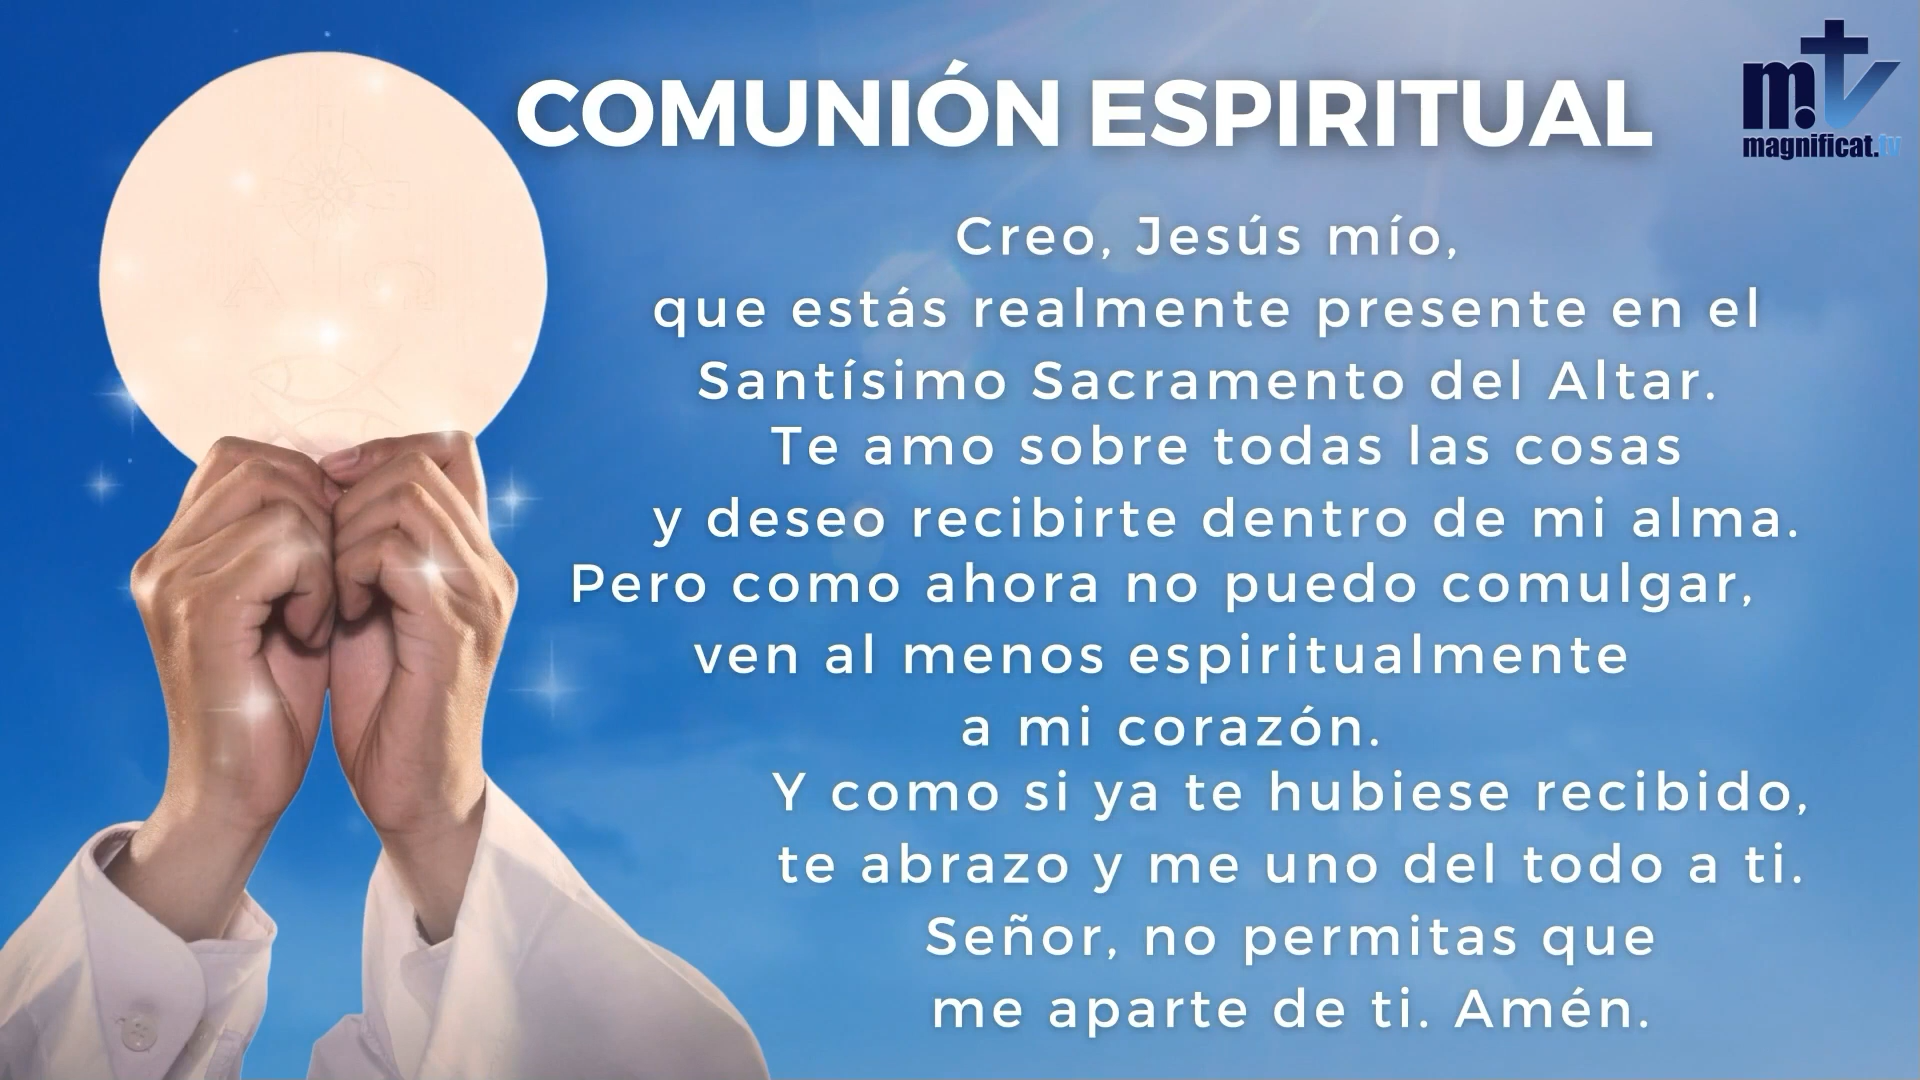 COMUNIÓN ESPIRITUAL
mtv
magnificat.tv
Creo, Jesús mío,
que estás realmente presente en el
Santísimo Sacramento del Altar.
Te amo sobre todas las cosas
y deseo recibirte dentro de mi alma.
Pero como ahora no puedo comulgar,
ven al menos espiritualmente
a mi corazón.
Y como si ya te hubiese recibido,
te abrazo y me uno del todo a ti.
Señor, no permitas que
me aparte de ti. Amén.